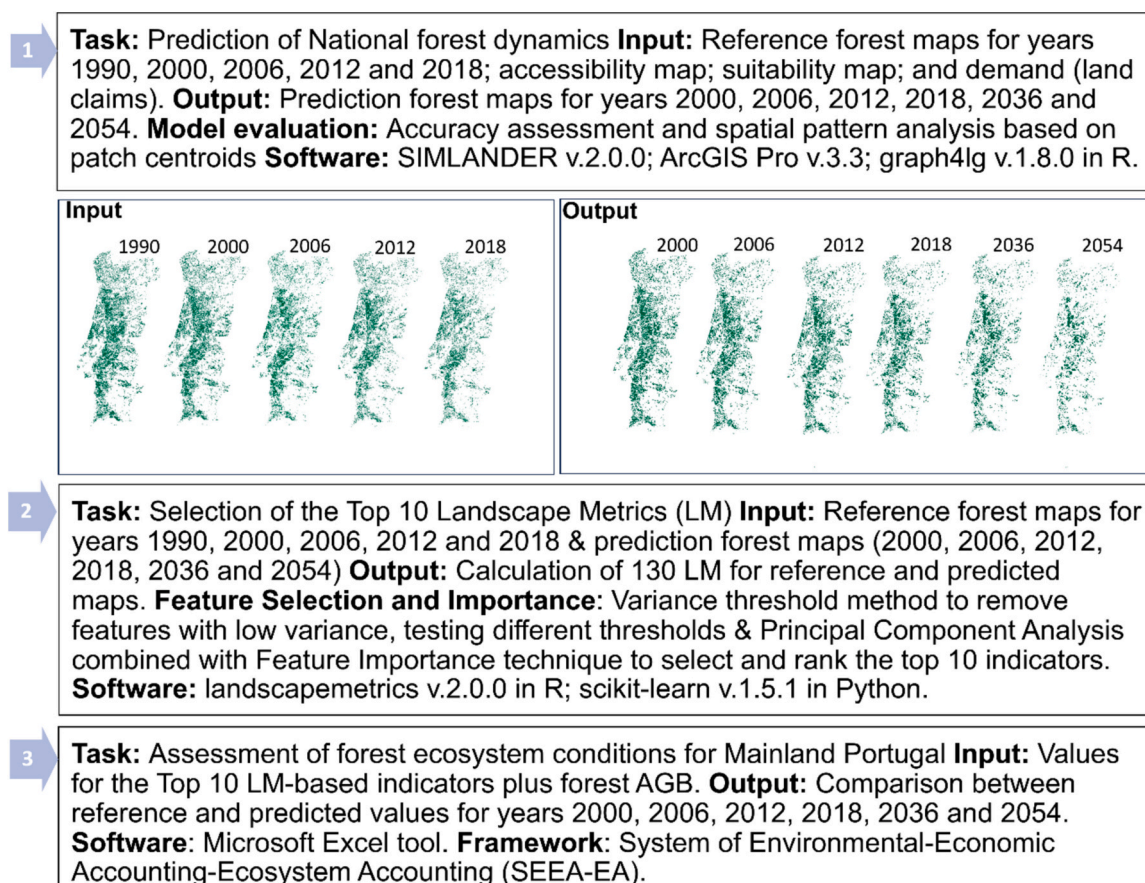 1
Task: Prediction of National forest dynamics Input: Reference forest maps for years
1990, 2000, 2006, 2012 and 2018; accessibility map; suitability map; and demand (land
claims). Output: Prediction forest maps for years 2000, 2006, 2012, 2018, 2036 and
2054. Model evaluation: Accuracy assessment and spatial pattern analysis based on
patch centroids Software: SIMLANDER v.2.0.0; ArcGIS Pro v.3.3; graph4lg v.1.8.0 in R.
Input
1990 2000 2006 2012 2018
Output
2000 2006 2012 2018 2036 2054
2
Task: Selection of the Top 10 Landscape Metrics (LM) Input: Reference forest maps for
years 1990, 2000, 2006, 2012 and 2018 & prediction forest maps (2000, 2006, 2012,
2018, 2036 and 2054) Output: Calculation of 130 LM for reference and predicted
maps. Feature Selection and Importance: Variance threshold method to remove
features with low variance, testing different thresholds & Principal Component Analysis
combined with Feature Importance technique to select and rank the top 10 indicators.
Software: landscapemetrics v.2.0.0 in R; scikit-learn v.1.5.1 in Python.
3
Task: Assessment of forest ecosystem conditions for Mainland Portugal Input: Values
for the Top 10 LM-based indicators plus forest AGB. Output: Comparison between
reference and predicted values for years 2000, 2006, 2012, 2018, 2036 and 2054.
Software: Microsoft Excel tool. Framework: System of Environmental-Economic
Accounting-Ecosystem Accounting (SEEA-EA).